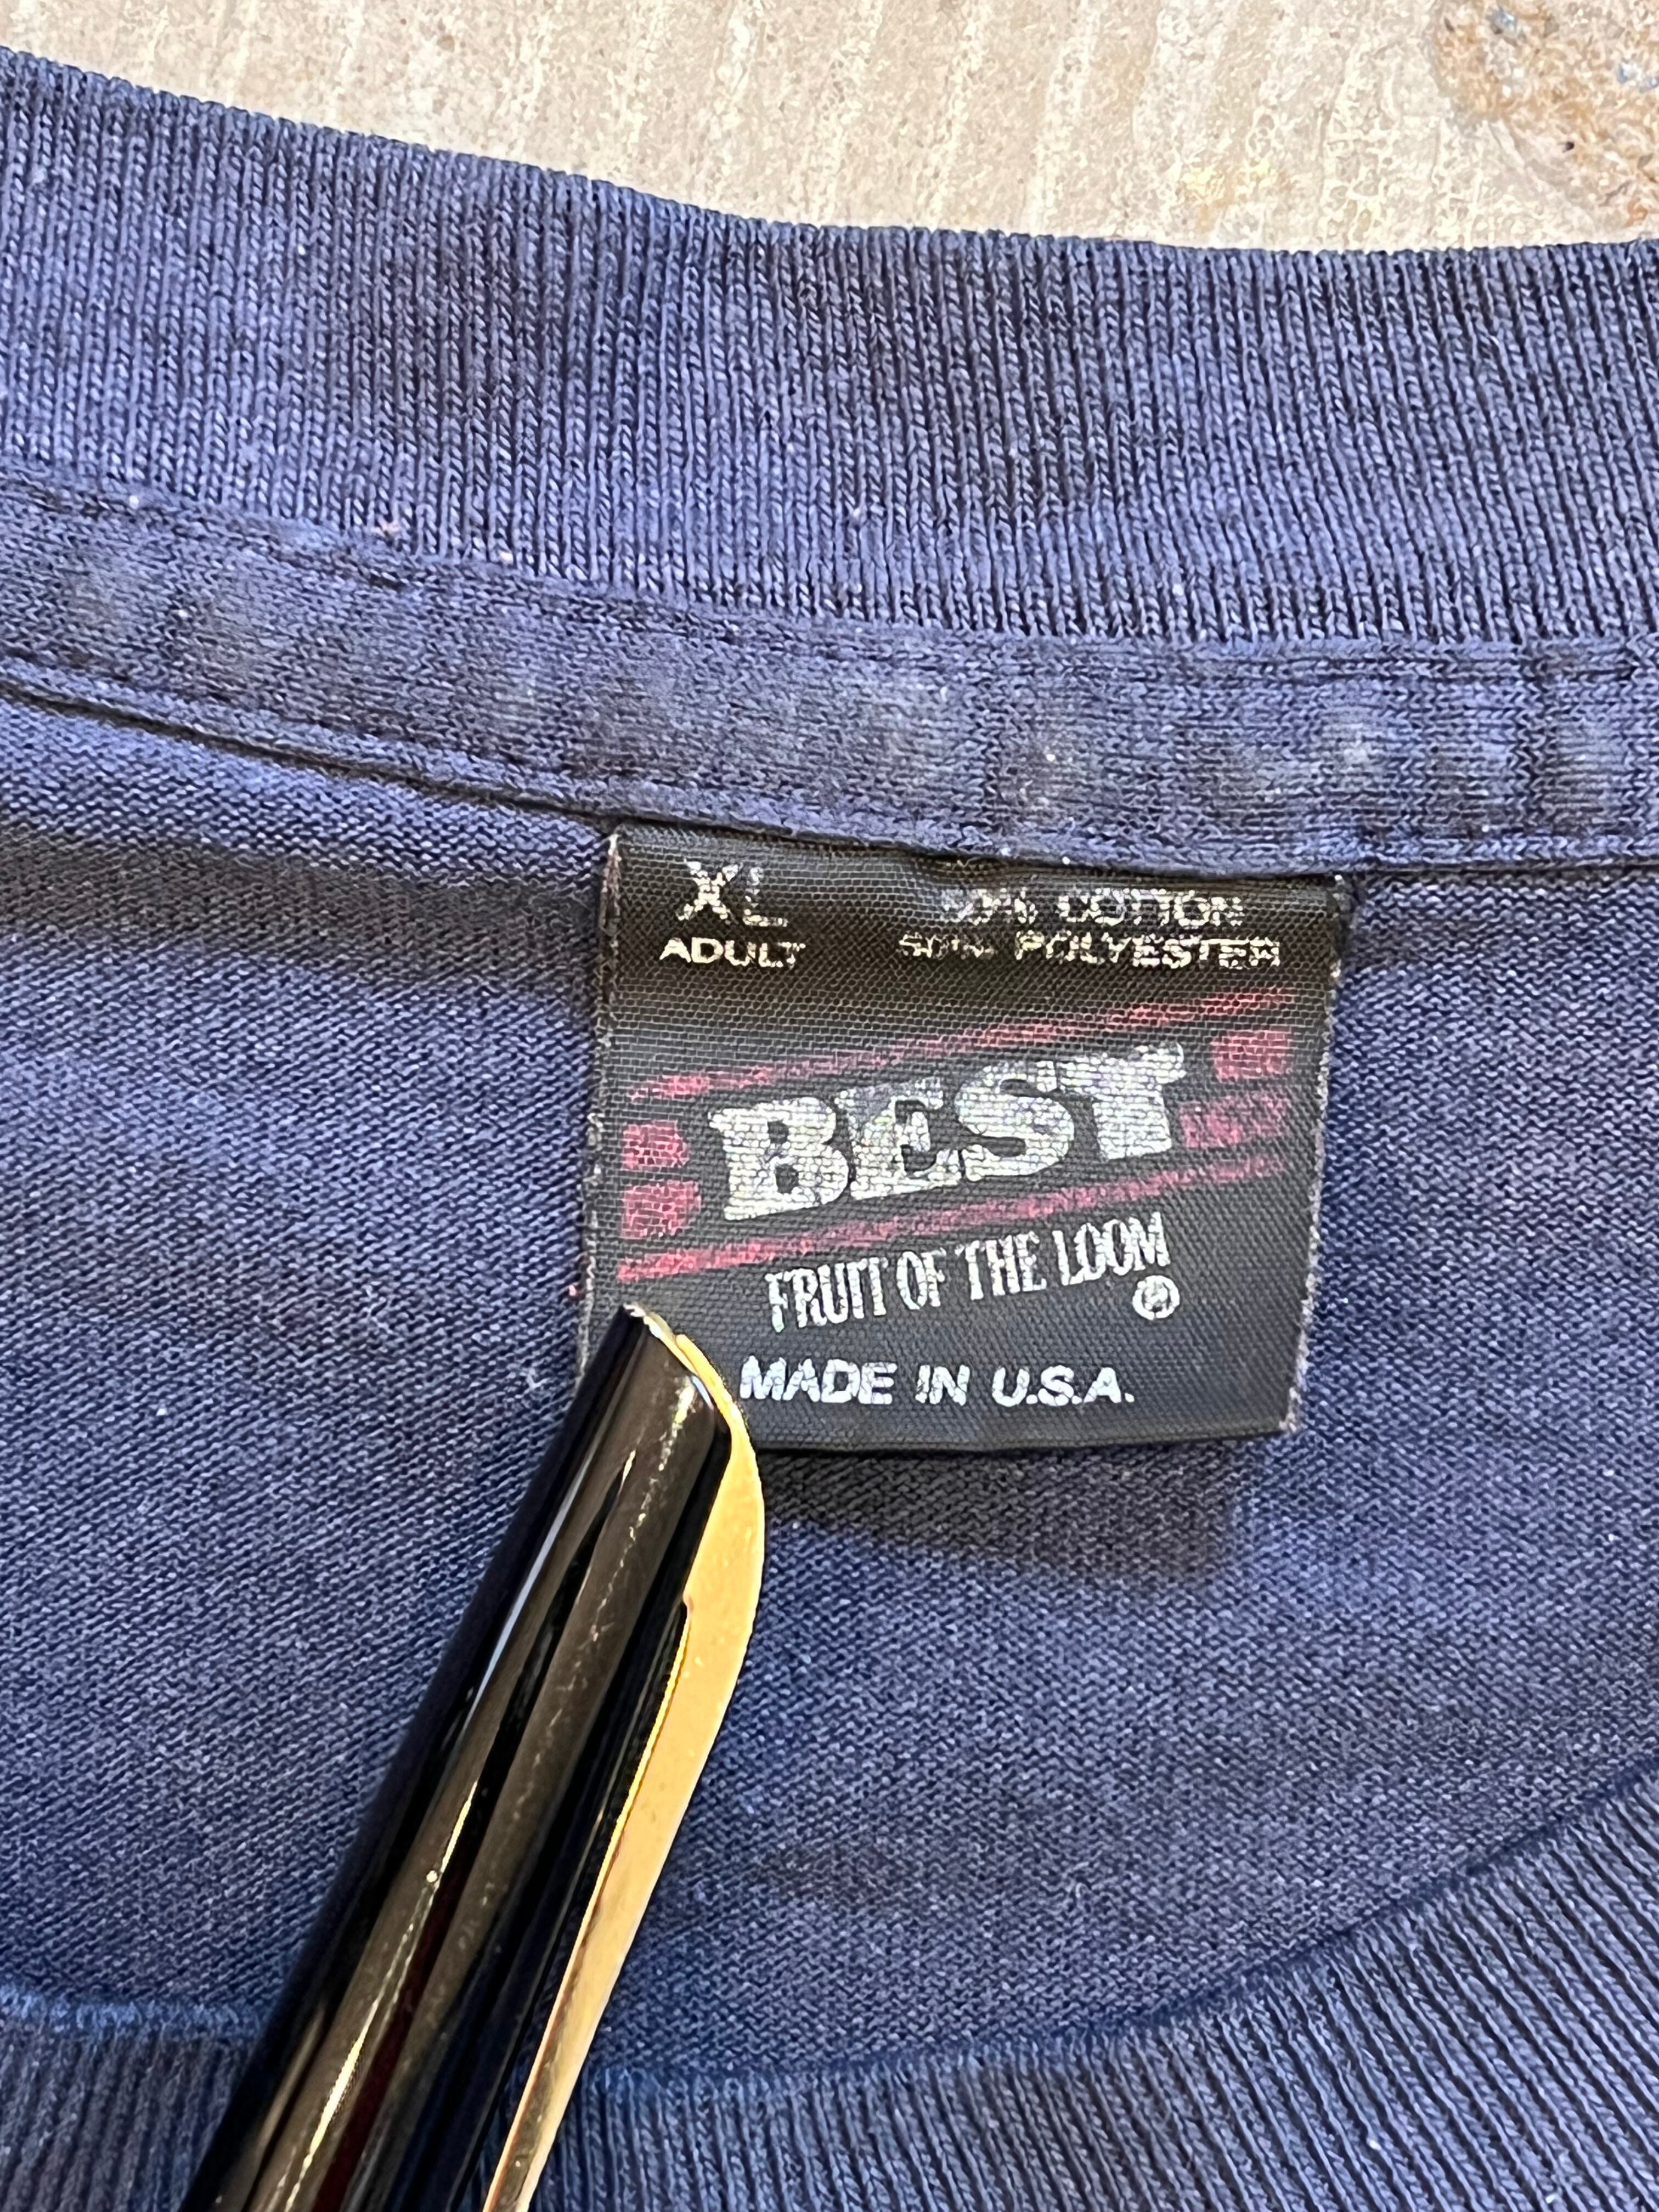 XL
ADULT
50% COTTON
50% POLYESTER
BEST
FRUIT OF THE LOOM
®
MADE IN U.S.A.